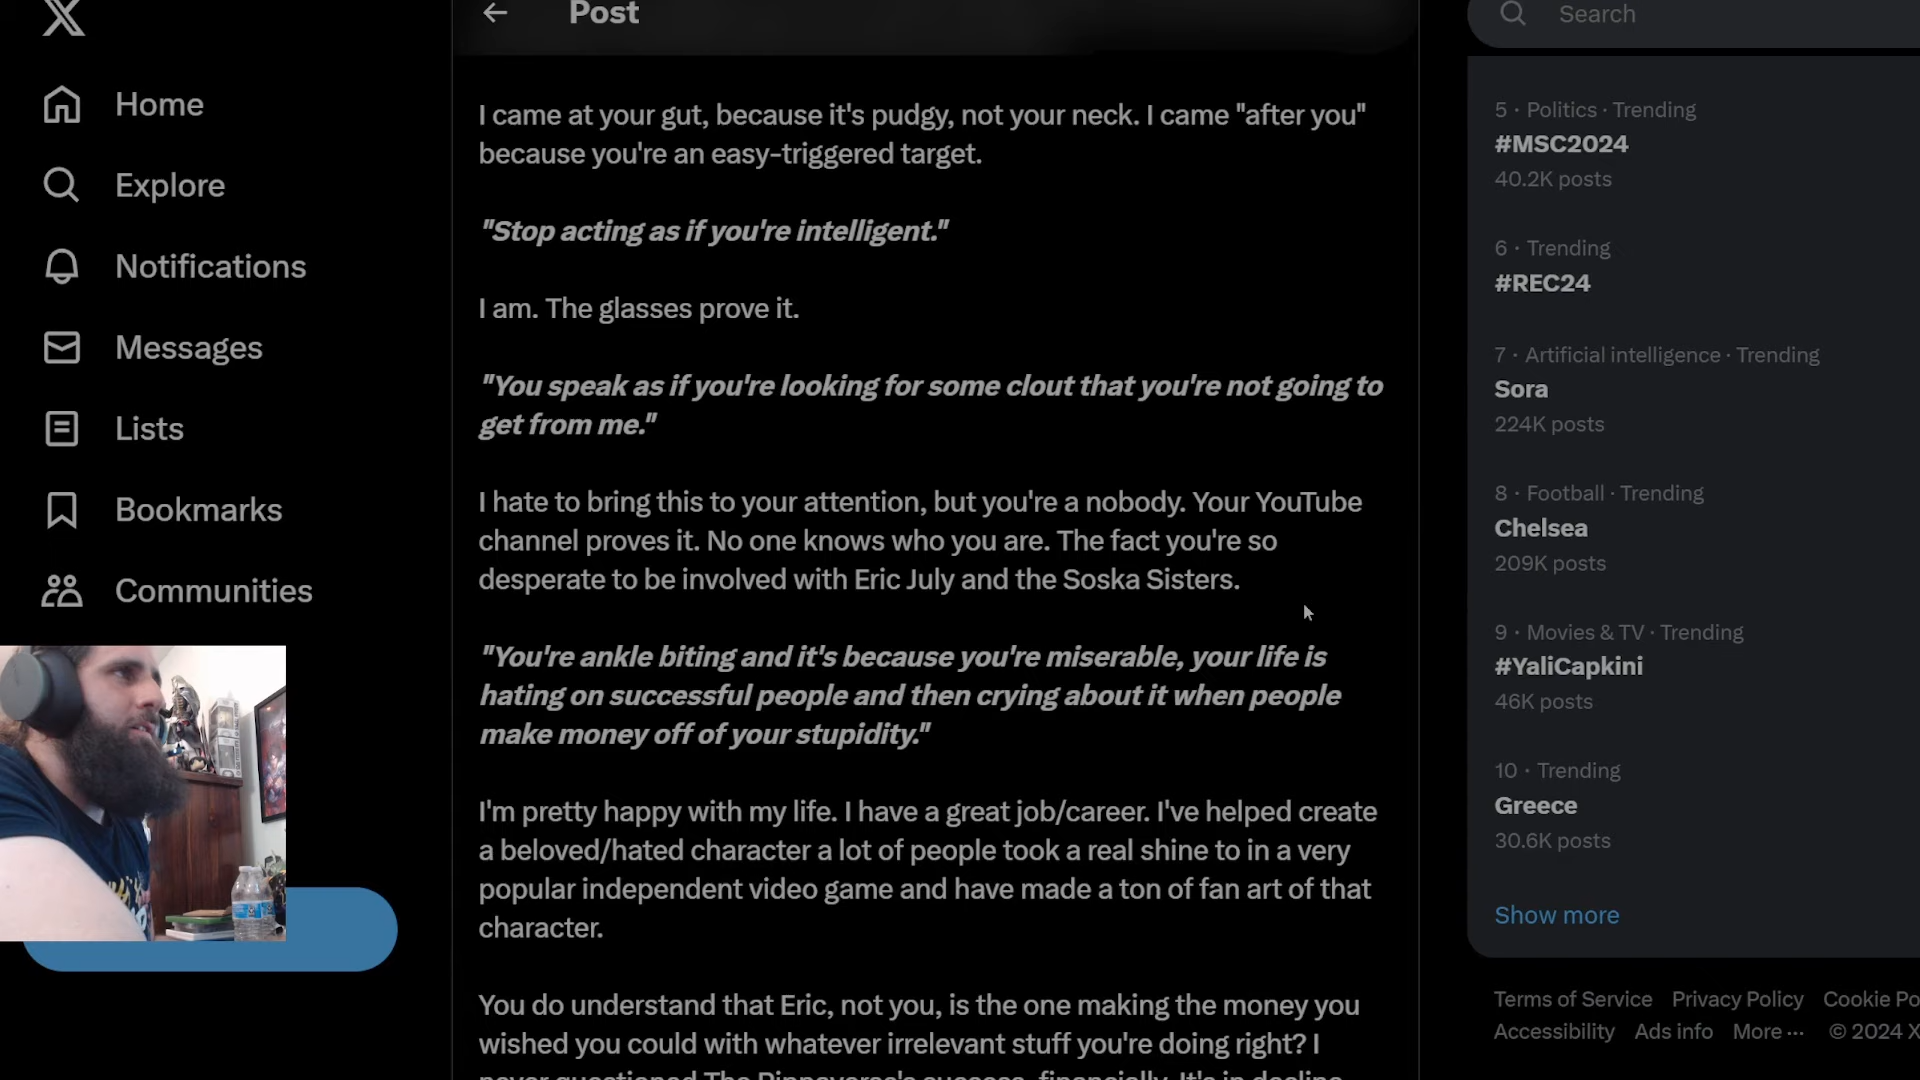 Post
Search
Home
Explore
Notifications
Messages
Lists
Bookmarks
Communities
I came at your gut, because it's pudgy, not your neck. I came "after you"
because you're an easy-triggered target.
"Stop acting as if you're intelligent."
I am. The glasses prove it.
"You speak as if you're looking for some clout that you're not going to
get from me."
I hate to bring this to your attention, but you're a nobody. Your YouTube
channel proves it. No one knows who you are. The fact you're so
desperate to be involved with Eric July and the Soska Sisters.
"You're ankle biting and it's because you're miserable, your life is
hating on successful people and then crying about it when people
make money off of your stupidity."
I'm pretty happy with my life. I have a great job/career. I've helped create
a beloved/hated character a lot of people took a real shine to in a very
popular independent video game and have made a ton of fan art of that
character.
You do understand that Eric, not you, is the one making the money you
wished you could with whatever irrelevant stuff you're doing right? I
never questioned The Rippaverse's success, financially. It's in decline
5 · Politics · Trending
#MSC2024
40.2K posts
6 · Trending
#REC24
7 · Artificial intelligence · Trending
Sora
224K posts
8 · Football · Trending
Chelsea
209K posts
9 · Movies & TV · Trending
#YaliCapkini
46K posts
10 · Trending
Greece
30.6K posts
Show more
Terms of Service Privacy Policy Cookie Po
Accessibility Ads info More ··· © 2024 X